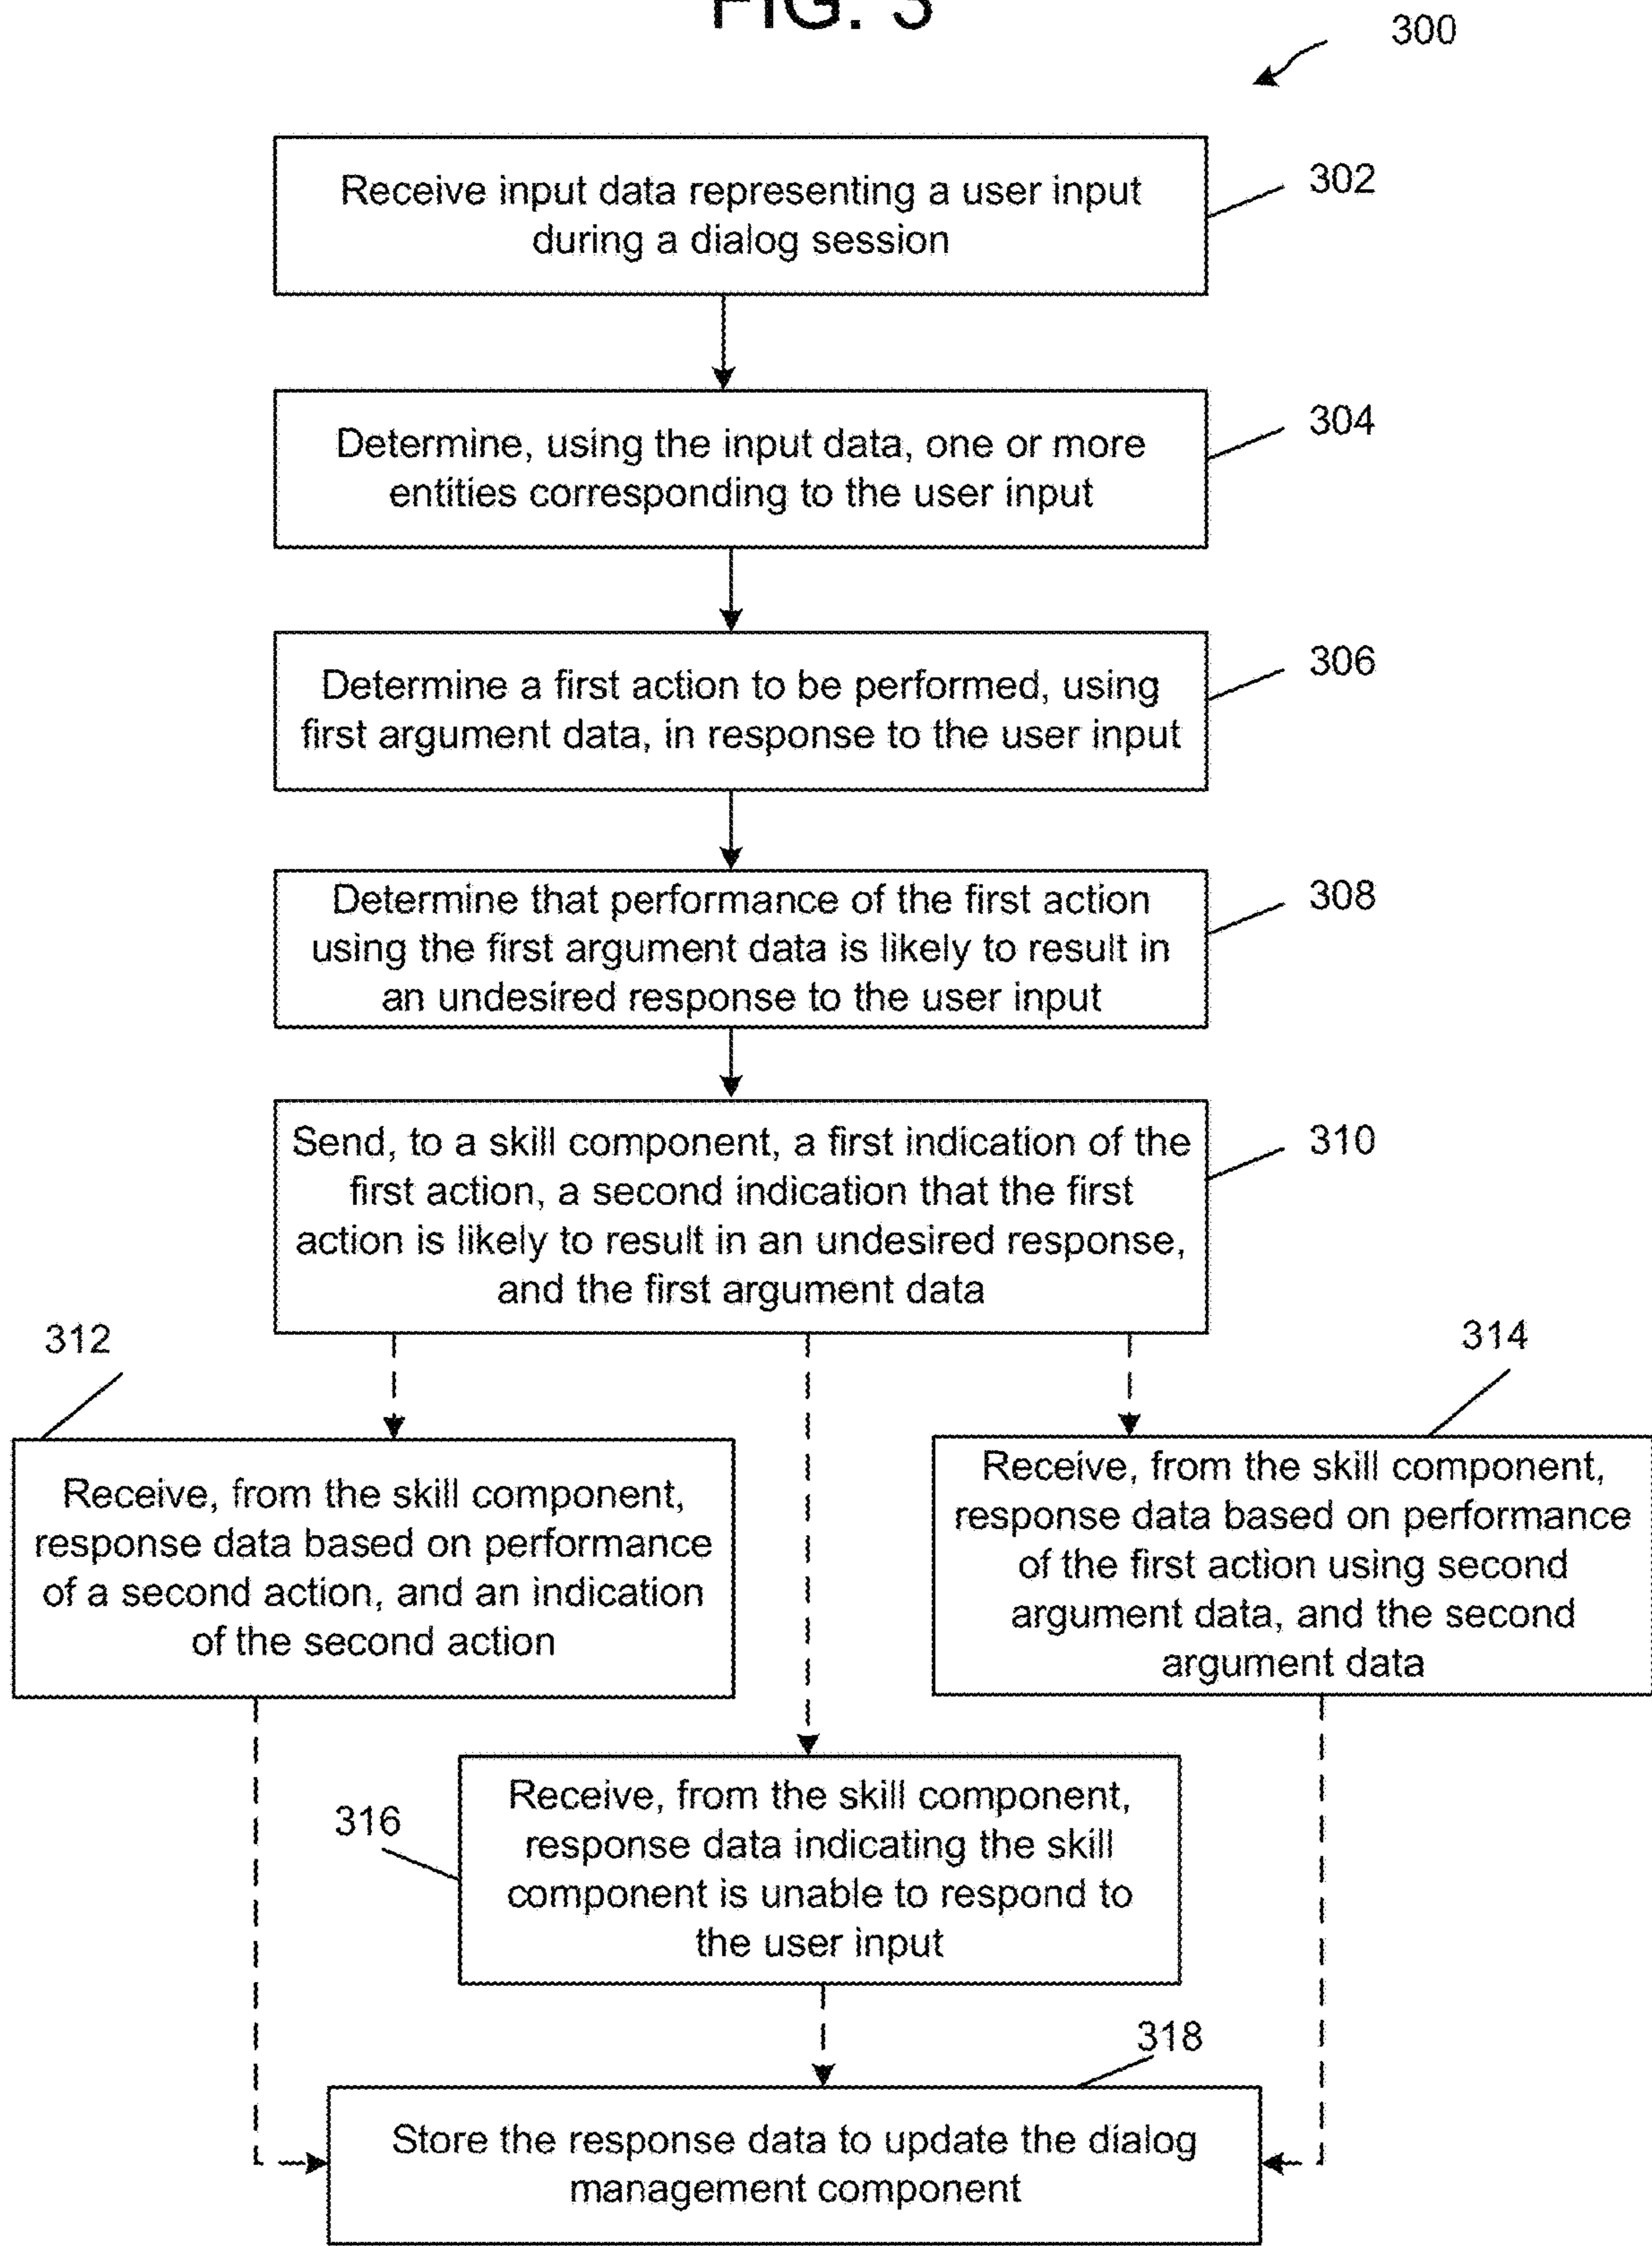 FIG. 3
300
Receive input data representing a user input
during a dialog session
302
Determine, using the input data, one or more
entities corresponding to the user input
304
Determine a first action to be performed, using
first argument data, in response to the user input
306
Determine that performance of the first action
using the first argument data is likely to result in
an undesired response to the user input
308
Send, to a skill component, a first indication of the
first action, a second indication that the first
action is likely to result in an undesired response,
and the first argument data
310
312
Receive, from the skill component,
response data based on performance
of a second action, and an indication
of the second action
314
Receive, from the skill component,
response data based on performance
of the first action using second
argument data, and the second
argument data
316
Receive, from the skill component,
response data indicating the skill
component is unable to respond to
the user input
318
Store the response data to update the dialog
management component